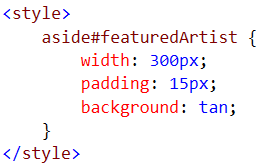 <style>
    aside#featuredArtist {
        width: 300px;
        padding: 15px;
        background: tan;
    }
</style>